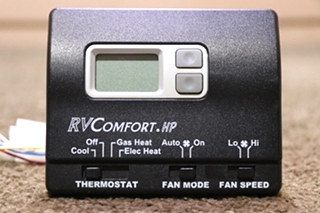 RVCOMFORT.HP
Off Gas Heat Auto On Lo Hi
Cool Elec Heat
THERMOSTAT FAN MODE FAN SPEED